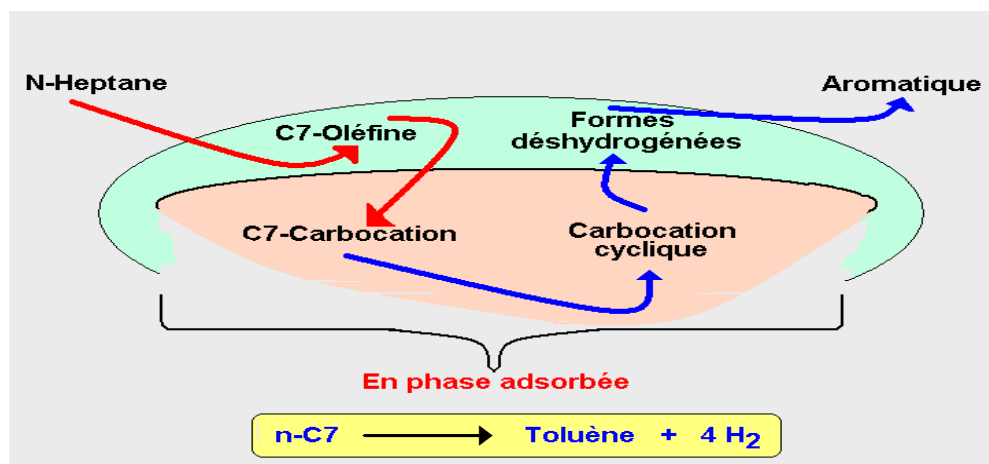 N-Heptane
Aromatique
C7-Oléfine
Formes
déshydrogénées
C7-Carbocation
Carbocation
cyclique
En phase adsorbée
n-C7 Toluène + 4 H2